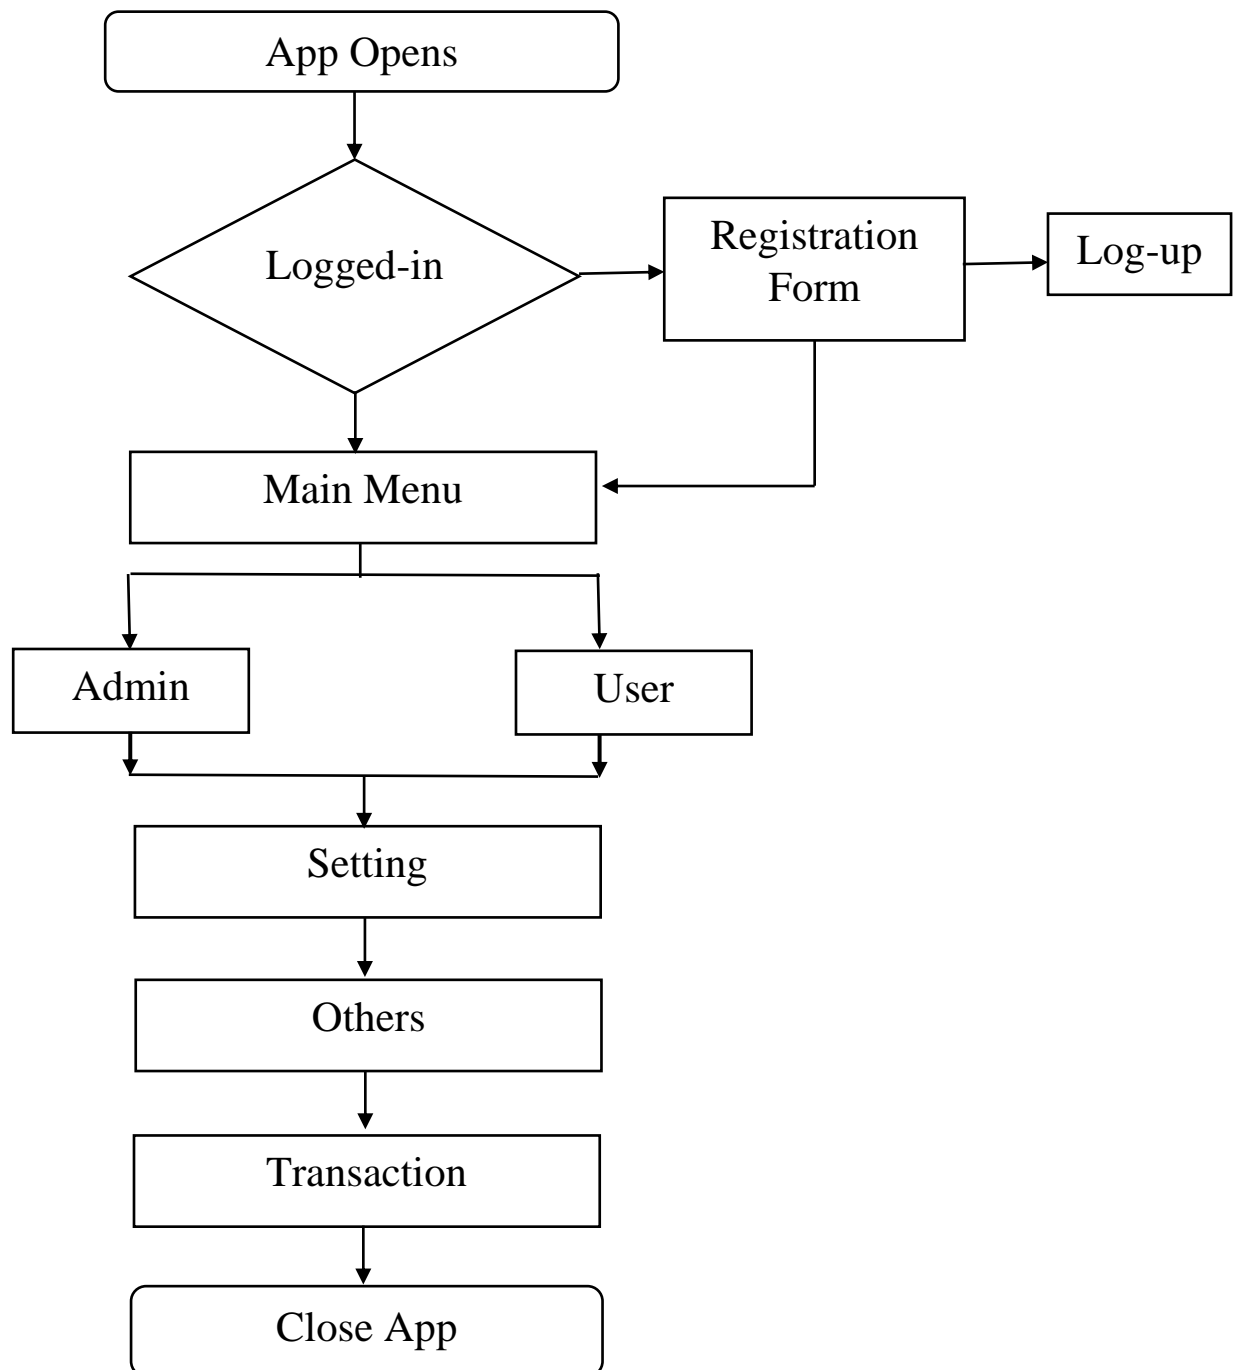 App Opens
Logged-in
Registration
Form
Log-up
Main Menu
Admin
User
Setting
Others
Transaction
Close App